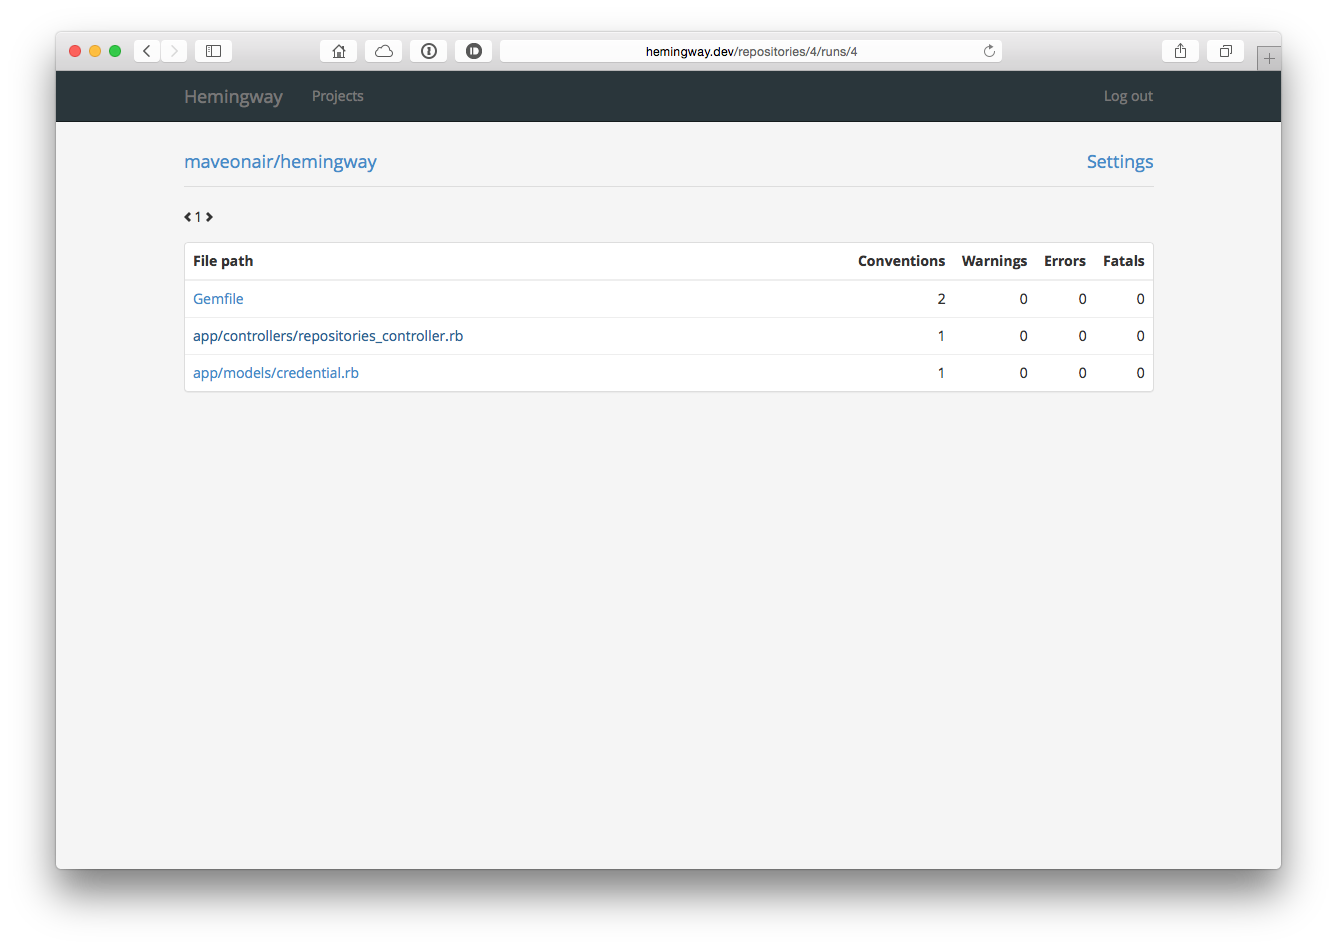 hemingway.dev/repositories/4/runs/4
Hemingway Projects Log out
maveonair/hemingway Settings
1
File path Conventions Warnings Errors Fatals
Gemfile 2 0 0 0
app/controllers/repositories_controller.rb 1 0 0 0
app/models/credential.rb 1 0 0 0